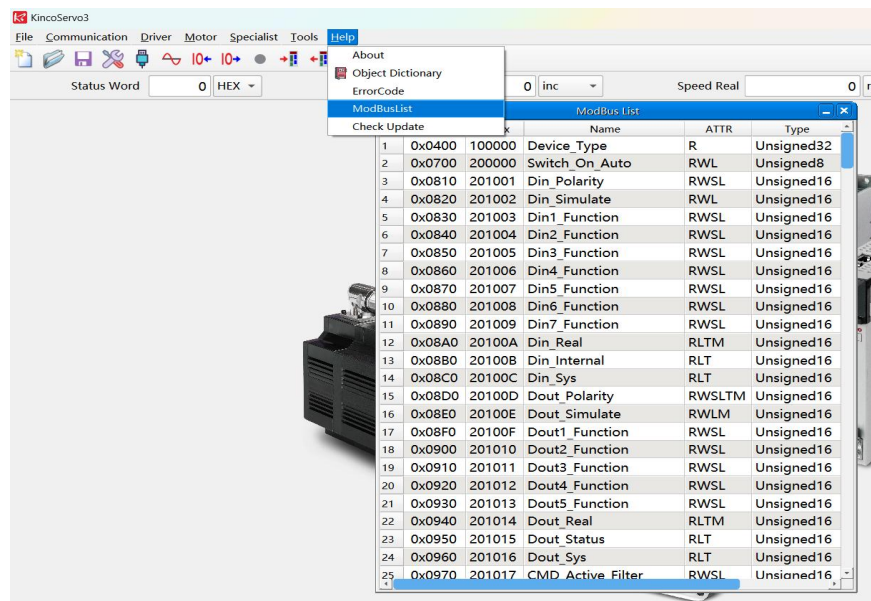 KincoServo3
File Communication Driver Motor Specialist Tools Help
Status Word 0 HEX 0 inc Speed Real 0
About
Object Dictionary
ErrorCode
ModBusList
Check Update
ModBus List
Name ATTR Type
1 0x0400 100000 Device_Type R Unsigned32
2 0x0700 200000 Switch_On_Auto RWL Unsigned8
3 0x0810 201001 Din_Polarity RWSL Unsigned16
4 0x0820 201002 Din_Simulate RWL Unsigned16
5 0x0830 201003 Din1_Function RWSL Unsigned16
6 0x0840 201004 Din2_Function RWSL Unsigned16
7 0x0850 201005 Din3_Function RWSL Unsigned16
8 0x0860 201006 Din4_Function RWSL Unsigned16
9 0x0870 201007 Din5_Function RWSL Unsigned16
10 0x0880 201008 Din6_Function RWSL Unsigned16
11 0x0890 201009 Din7_Function RWSL Unsigned16
12 0x08A0 20100A Din_Real RLTM Unsigned16
13 0x08B0 20100B Din_Internal RLT Unsigned16
14 0x08C0 20100C Din_Sys RLT Unsigned16
15 0x08D0 20100D Dout_Polarity RWSLTM Unsigned16
16 0x08E0 20100E Dout_Simulate RWLM Unsigned16
17 0x08F0 20100F Dout1_Function RWSL Unsigned16
18 0x0900 201010 Dout2_Function RWSL Unsigned16
19 0x0910 201011 Dout3_Function RWSL Unsigned16
20 0x0920 201012 Dout4_Function RWSL Unsigned16
21 0x0930 201013 Dout5_Function RWSL Unsigned16
22 0x0940 201014 Dout_Real RLTM Unsigned16
23 0x0950 201015 Dout_Status RLT Unsigned16
24 0x0960 201016 Dout_Sys RLT Unsigned16
25 0x0970 201017 CMD_Active_Filter RWSL Unsigned16